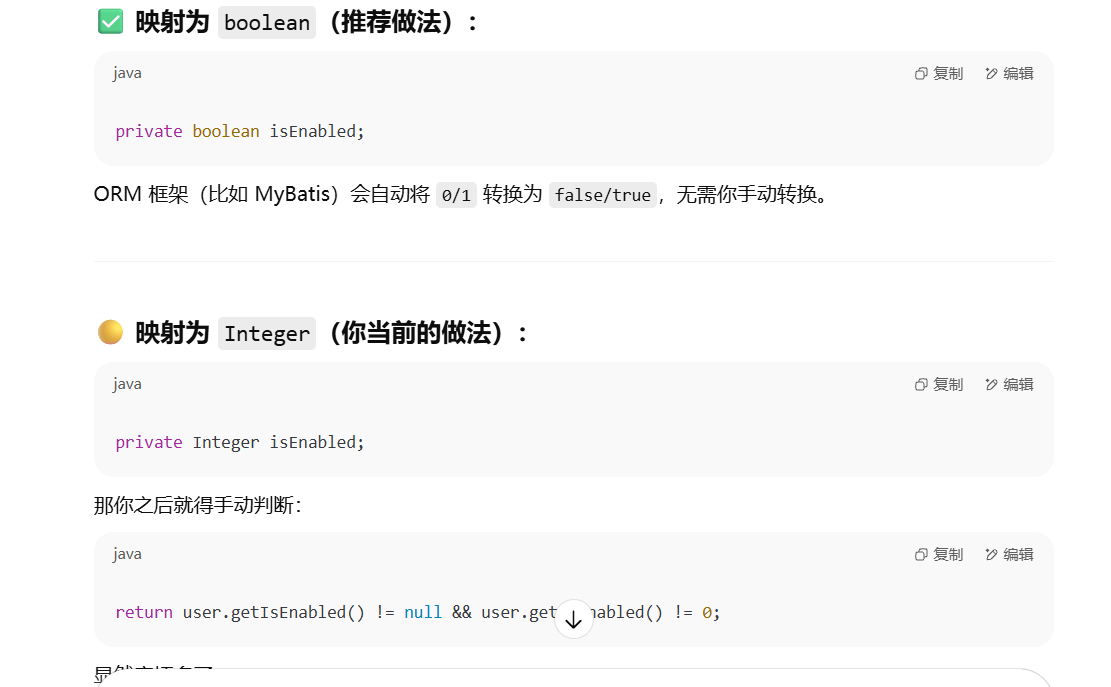 ✅ 映射为 boolean（推荐做法）:
java 复制 编辑
private boolean isEnabled;
ORM 框架（比如 MyBatis）会自动将 0/1 转换为 false/true，无需你手动转换。
🟡 映射为 Integer（你当前的做法）:
java 复制 编辑
private Integer isEnabled;
那你之后就得手动判断：
java 复制 编辑
return user.getIsEnabled() != null && user.get nabled() != 0;